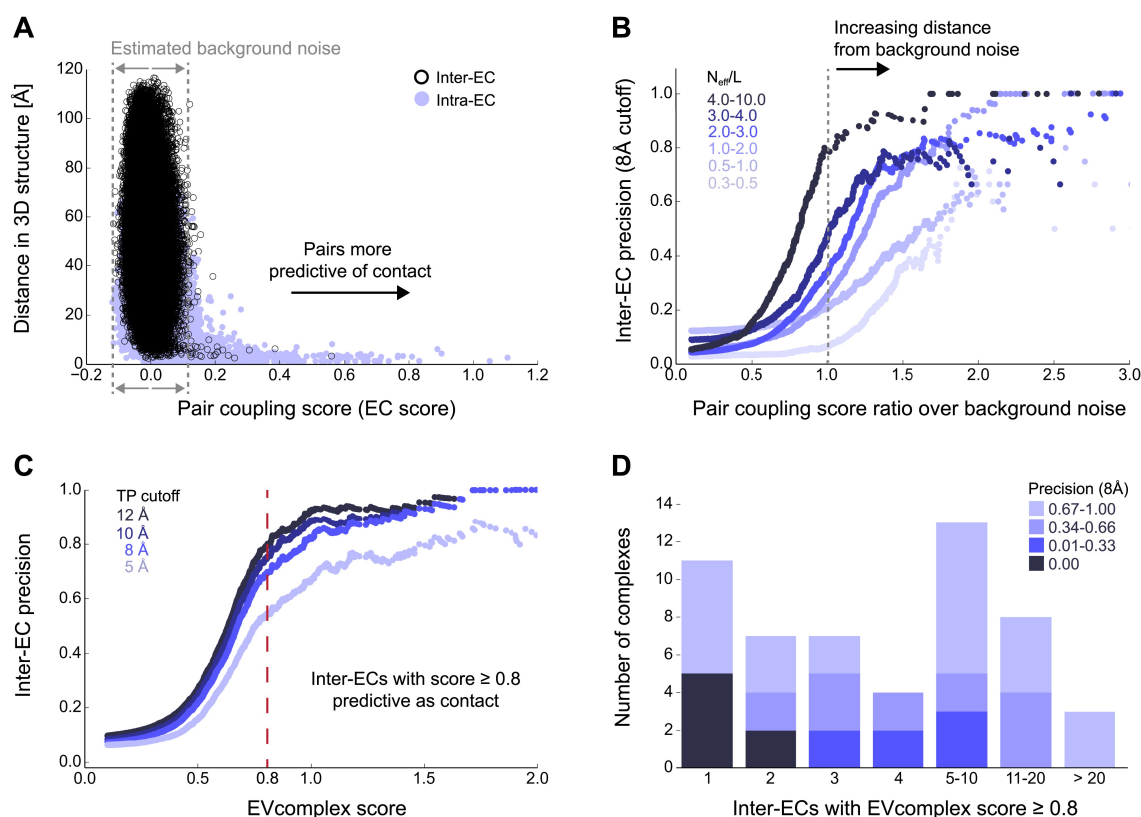 A
Estimated background noise
Inter-EC
Intra-EC
Pairs more
predictive of contact
Distance in 3D structure [Å]
120
100
80
60
40
20
0
−0.2
0.0
0.2
0.4
0.6
0.8
1.0
1.2
Pair coupling score (EC score)
B
Increasing distance
from background noise
Neff/L
4.0-10.0
3.0-4.0
2.0-3.0
1.0-2.0
0.5-1.0
0.3-0.5
Inter-EC precision (8Å cutoff)
1.0
0.8
0.6
0.4
0.2
0.0
0.0
0.5
1.0
1.5
2.0
2.5
3.0
Pair coupling score ratio over background noise
C
TP cutoff
12 Å
10 Å
8 Å
5 Å
Inter-ECs with score ≥ 0.8
predictive as contact
Inter-EC precision
1.0
0.8
0.6
0.4
0.2
0.0
0.0
0.5
0.8
1.0
1.5
2.0
EVcomplex score
D
Precision (8Å)
0.67-1.00
0.34-0.66
0.01-0.33
0.00
Number of complexes
14
12
10
8
6
4
2
0
1
2
3
4
5-10
11-20
> 20
Inter-ECs with EVcomplex score ≥ 0.8